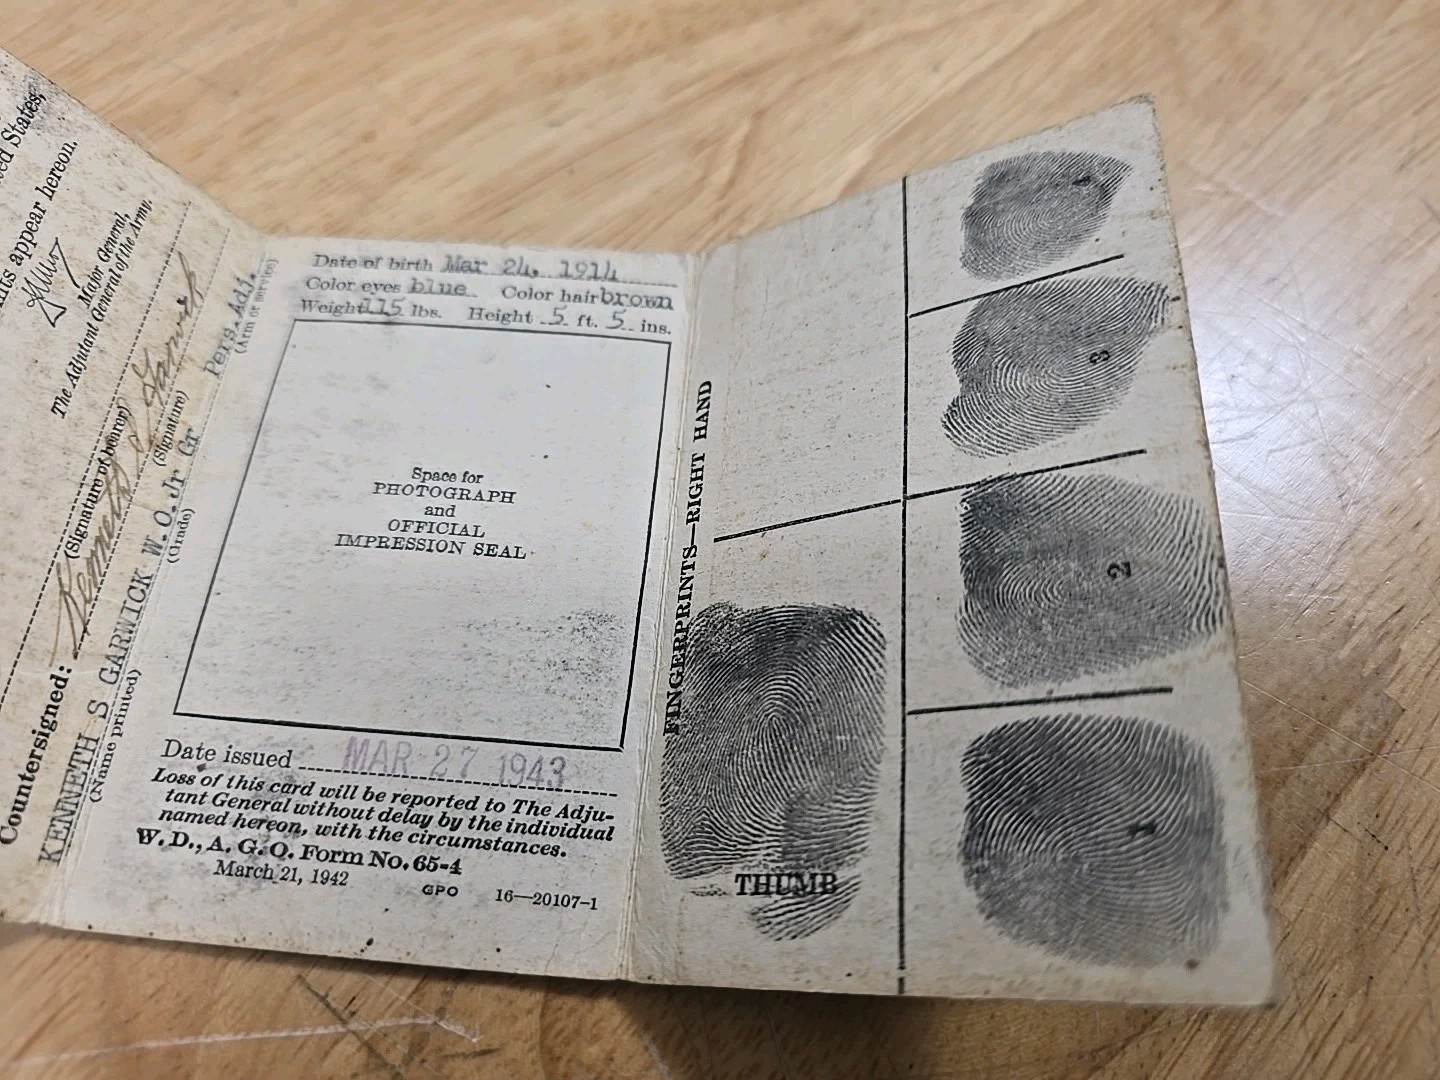 ed States,
nts appear hereon.
Major General,
The Adjutant General of the Army.
(Signature of bearer)
Countersigned:
Kenneth S Garwick
(Signature)
KENNETH S GARWICK W.O.Jr Gr Pers.Adj.
(Name printed) (Grade) (Arm or service)
Date of birth Mar 24, 1914
Color eyes blue Color hair brown
Weight 115 lbs. Height 5 ft. 5 ins.
Space for
PHOTOGRAPH
and
OFFICIAL
IMPRESSION SEAL
Date issued MAR 27 1943
Loss of this card will be reported to The Adju-
tant General without delay by the individual
named hereon, with the circumstances.
W. D., A. G. O. Form No. 65-4
March 21, 1942 GPO 16—20107-1
FINGERPRINTS—RIGHT HAND
THUMB
3
2
1